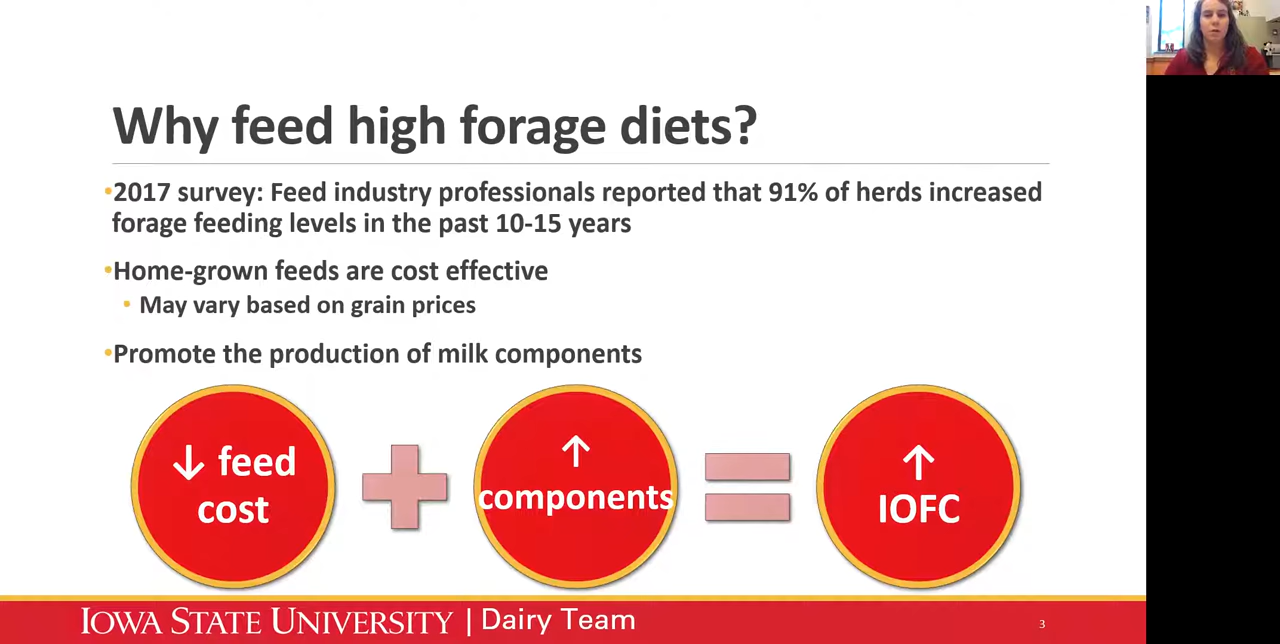 Why feed high forage diets?
•2017 survey: Feed industry professionals reported that 91% of herds increased
forage feeding levels in the past 10-15 years
•Home-grown feeds are cost effective
• May vary based on grain prices
•Promote the production of milk components
↓ feed
cost
↑
components
↑
IOFC
IOWA STATE UNIVERSITY | Dairy Team
3